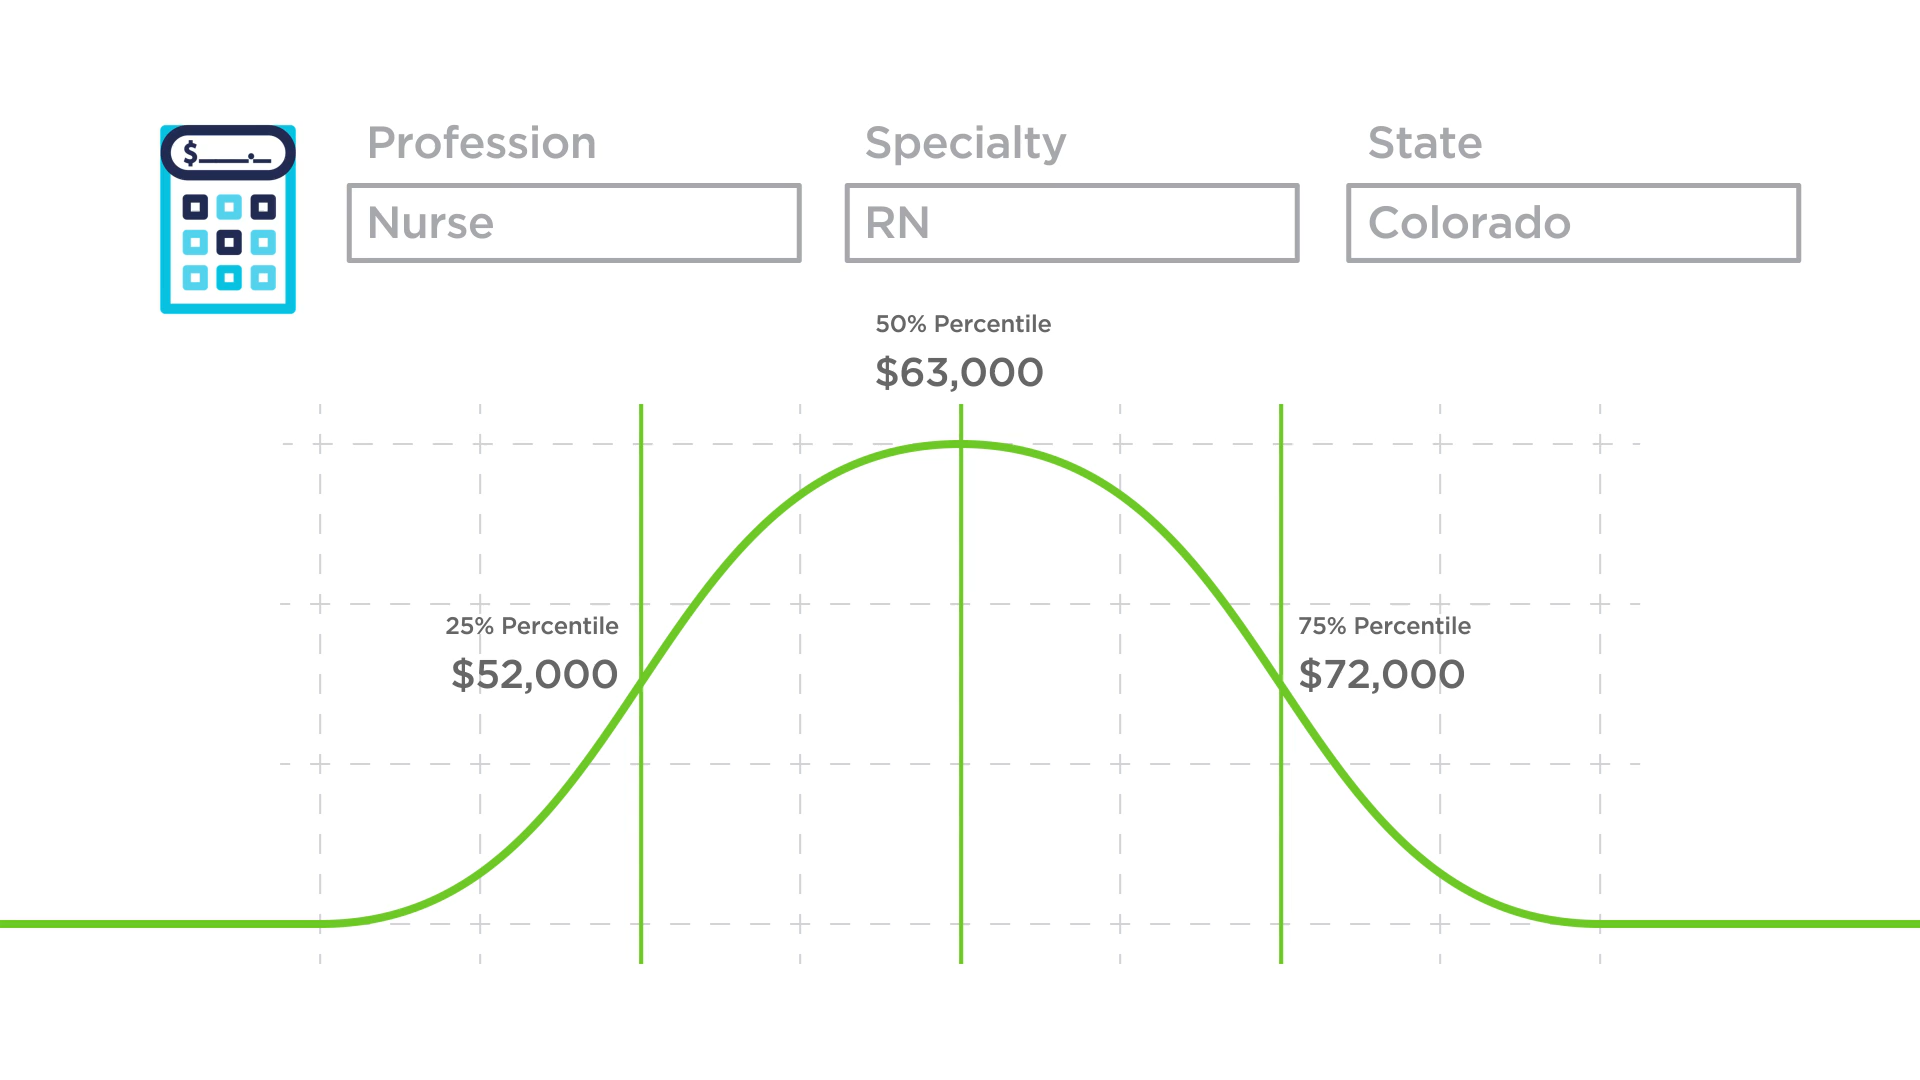 $
Profession
Specialty
State
Nurse
RN
Colorado
50% Percentile
$63,000
25% Percentile
$52,000
75% Percentile
$72,000